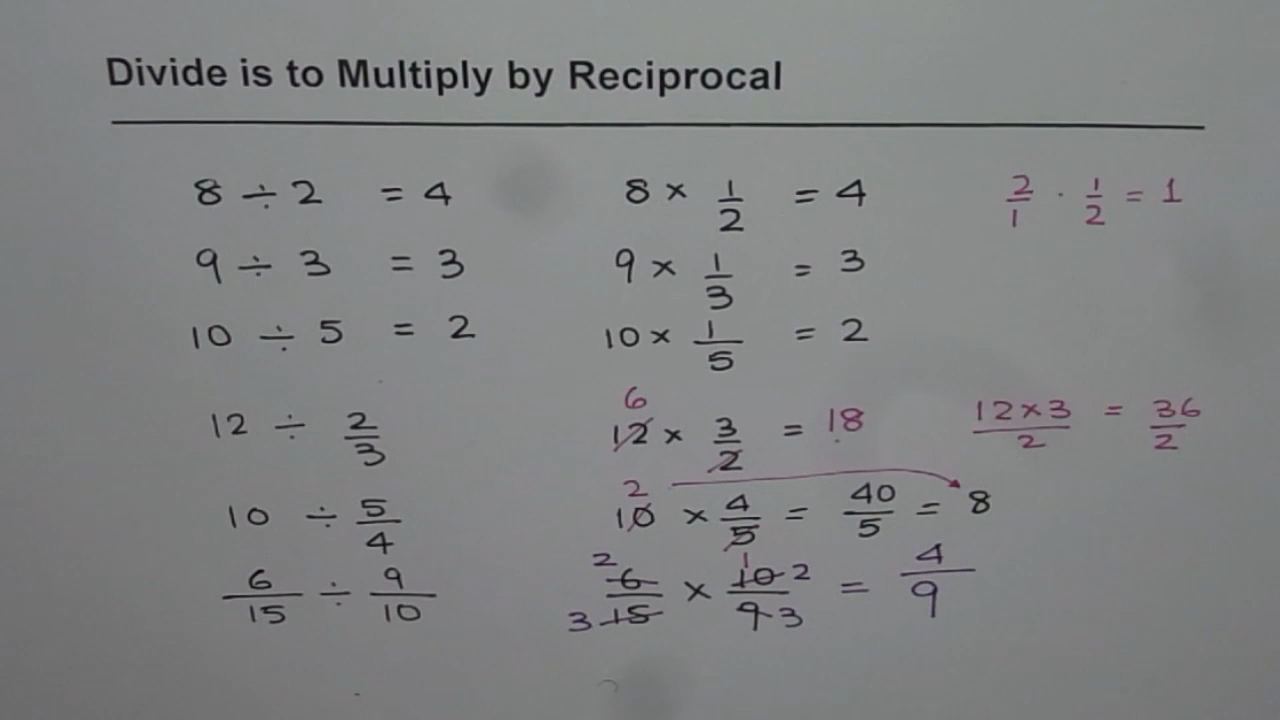 Divide is to Multiply by Reciprocal
8 ÷ 2 = 4 8 × 1/2 = 4 2/1 · 1/2 = 1
9 ÷ 3 = 3 9 × 1/3 = 3
10 ÷ 5 = 2 10 × 1/5 = 2
6
12 ÷ 2/3 12 × 3/2 = 18 12×3/2 = 36/2
2
10 ÷ 5/4 10 × 4/5 = 40/5 = 8
1
6/15 ÷ 9/10 2 6/3 15 × 10 2/9 3 = 4/9